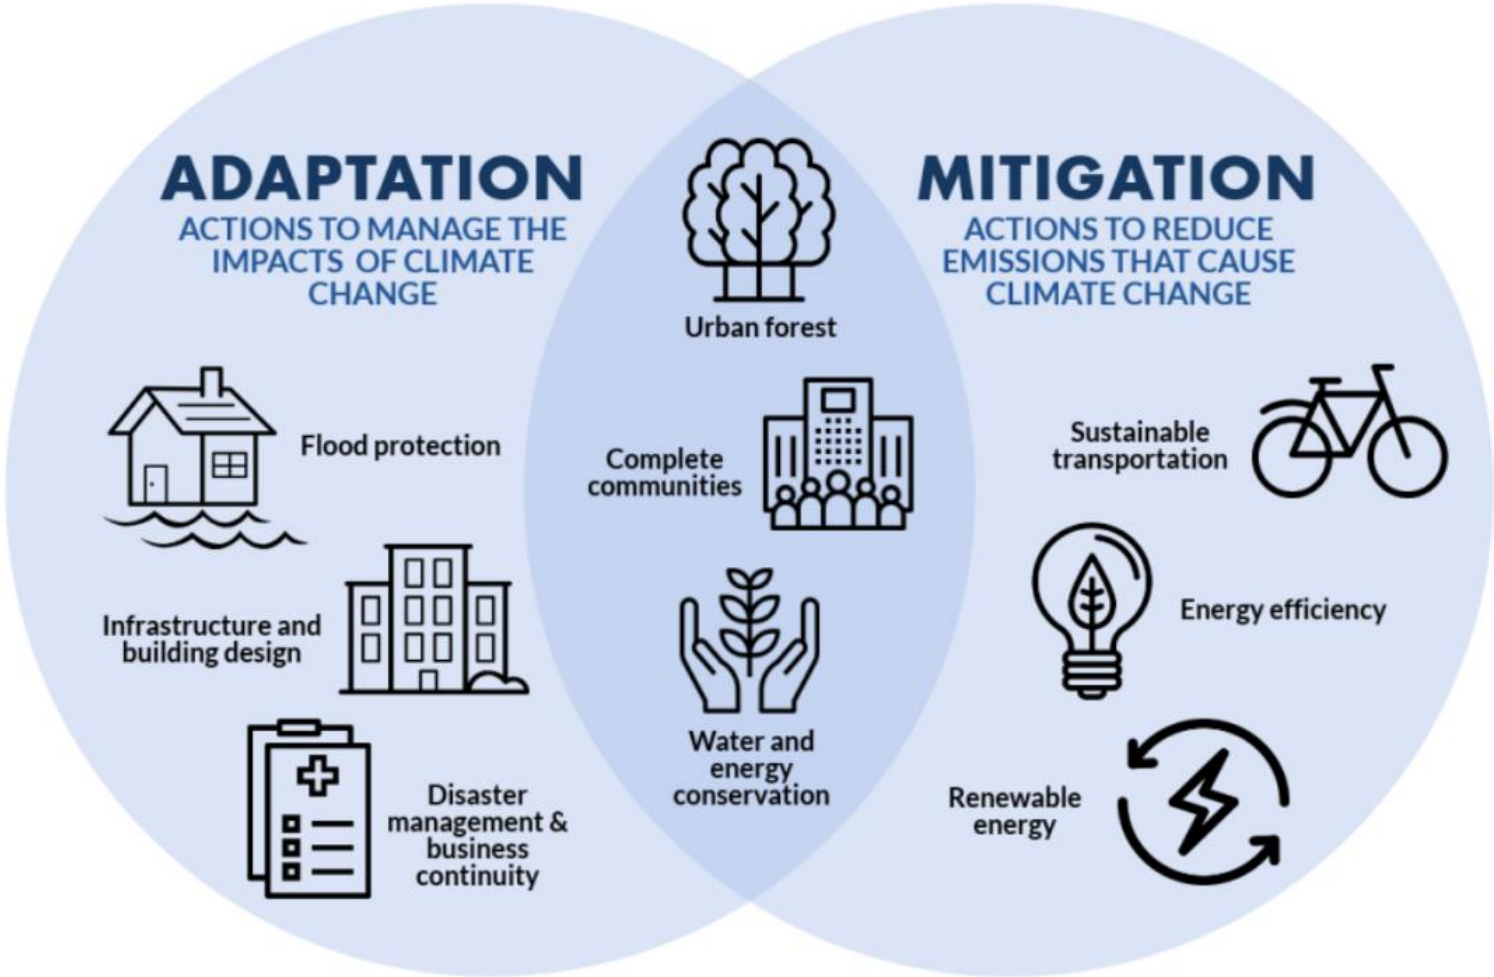 ADAPTATION
ACTIONS TO MANAGE THE
IMPACTS OF CLIMATE
CHANGE
Flood protection
Infrastructure and
building design
Disaster
management &
business
continuity
Urban forest
Complete
communities
Water and
energy
conservation
MITIGATION
ACTIONS TO REDUCE
EMISSIONS THAT CAUSE
CLIMATE CHANGE
Sustainable
transportation
Energy efficiency
Renewable
energy